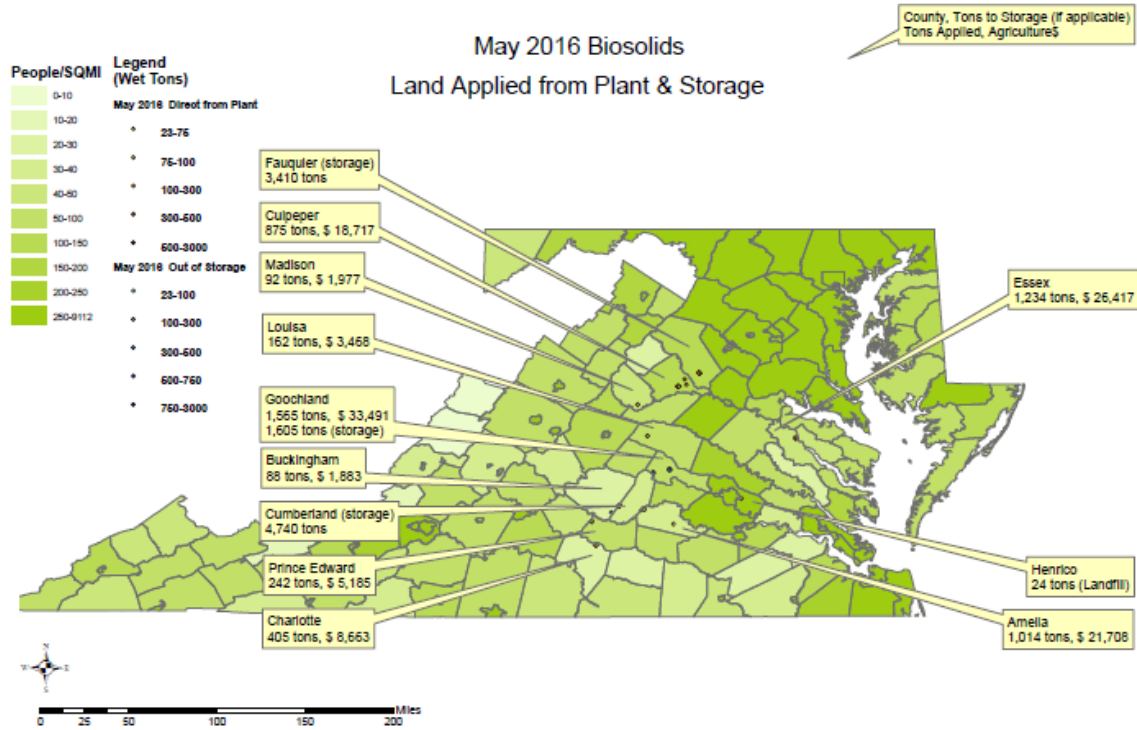 County, Tons to Storage (if applicable)
Tons Applied, Agriculture$
May 2016 Biosolids
Land Applied from Plant & Storage
People/SQMI
0-10
10-20
20-30
30-40
40-50
50-100
100-150
150-200
200-250
250-9112
Legend
(Wet Tons)
May 2016 Direct from Plant
23-75
75-100
100-300
300-500
500-3000
May 2016 Out of Storage
23-100
100-300
300-500
500-750
750-3000
Fauquier (storage)
3,410 tons
Culpeper
875 tons, $ 18,717
Madison
92 tons, $ 1,977
Louisa
162 tons, $ 3,468
Goochland
1,565 tons, $ 33,491
1,605 tons (storage)
Buckingham
88 tons, $ 1,883
Cumberland (storage)
4,740 tons
Prince Edward
242 tons, $ 5,185
Charlotte
405 tons, $ 8,663
Essex
1,234 tons, $ 26,417
Henrico
24 tons (Landfill)
Amelia
1,014 tons, $ 21,708
N
W
E
S
Miles
0 25 50 100 150 200